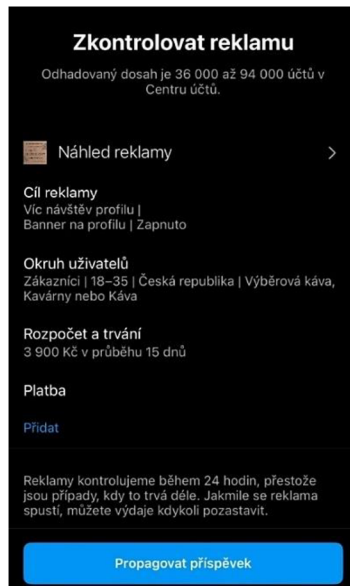 Zkontrolovat reklamu
Odhadovaný dosah je 36 000 až 94 000 účtů v
Centru účtů.
Náhled reklamy
Cíl reklamy
Víc návštěv profilu |
Banner na profilu | Zapnuto
Okruh uživatelů
Zákazníci | 18–35 | Česká republika | Výběrová káva,
Kavárny nebo Káva
Rozpočet a trvání
3 900 Kč v průběhu 15 dnů
Platba
Přidat
Reklamy kontrolujeme během 24 hodin, přestože
jsou případy, kdy to trvá déle. Jakmile se reklama
spustí, můžete výdaje kdykoli pozastavit.
Propagovat příspěvek